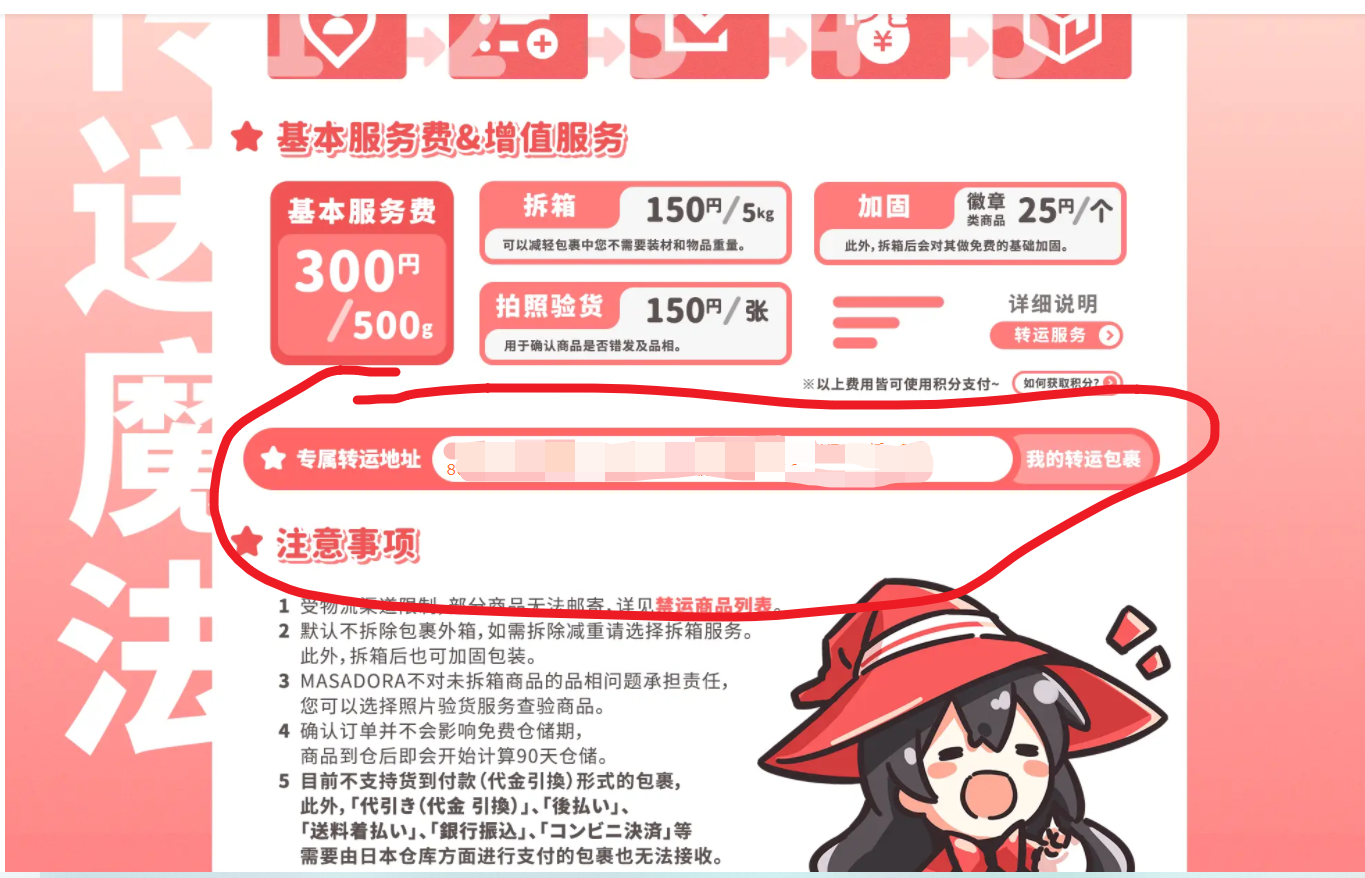 1
2
3
4
5
¥
传
送
魔
法
基本服务费&增值服务
基本服务费
300円
/500g
拆箱
150円/5kg
可以减轻包裹中您不需要装材和物品重量。
加固
徽章
类商品
25円/个
此外,拆箱后会对其做免费的基础加固。
拍照验货
150円/张
用于确认商品是否错发及品相。
详细说明
转运服务
※以上费用皆可使用积分支付~
如何获取积分?
专属转运地址
8
我的转运包裹
注意事项
1 受物流渠道限制,部分商品无法邮寄,详见禁运商品列表。
2 默认不拆除包裹外箱,如需拆除减重请选择拆箱服务。
此外,拆箱后也可加固包装。
3 MASADORA不对未拆箱商品的品相问题承担责任,
您可以选择照片验货服务查验商品。
4 确认订单并不会影响免费仓储期,
商品到仓后即会开始计算90天仓储。
5 目前不支持货到付款(代金引换)形式的包裹,
此外,「代引き(代金 引換)」、「後払い」、
「送料着払い」、「銀行振込」、「コンビニ決済」等
需要由日本仓库方面进行支付的包裹也无法接收。